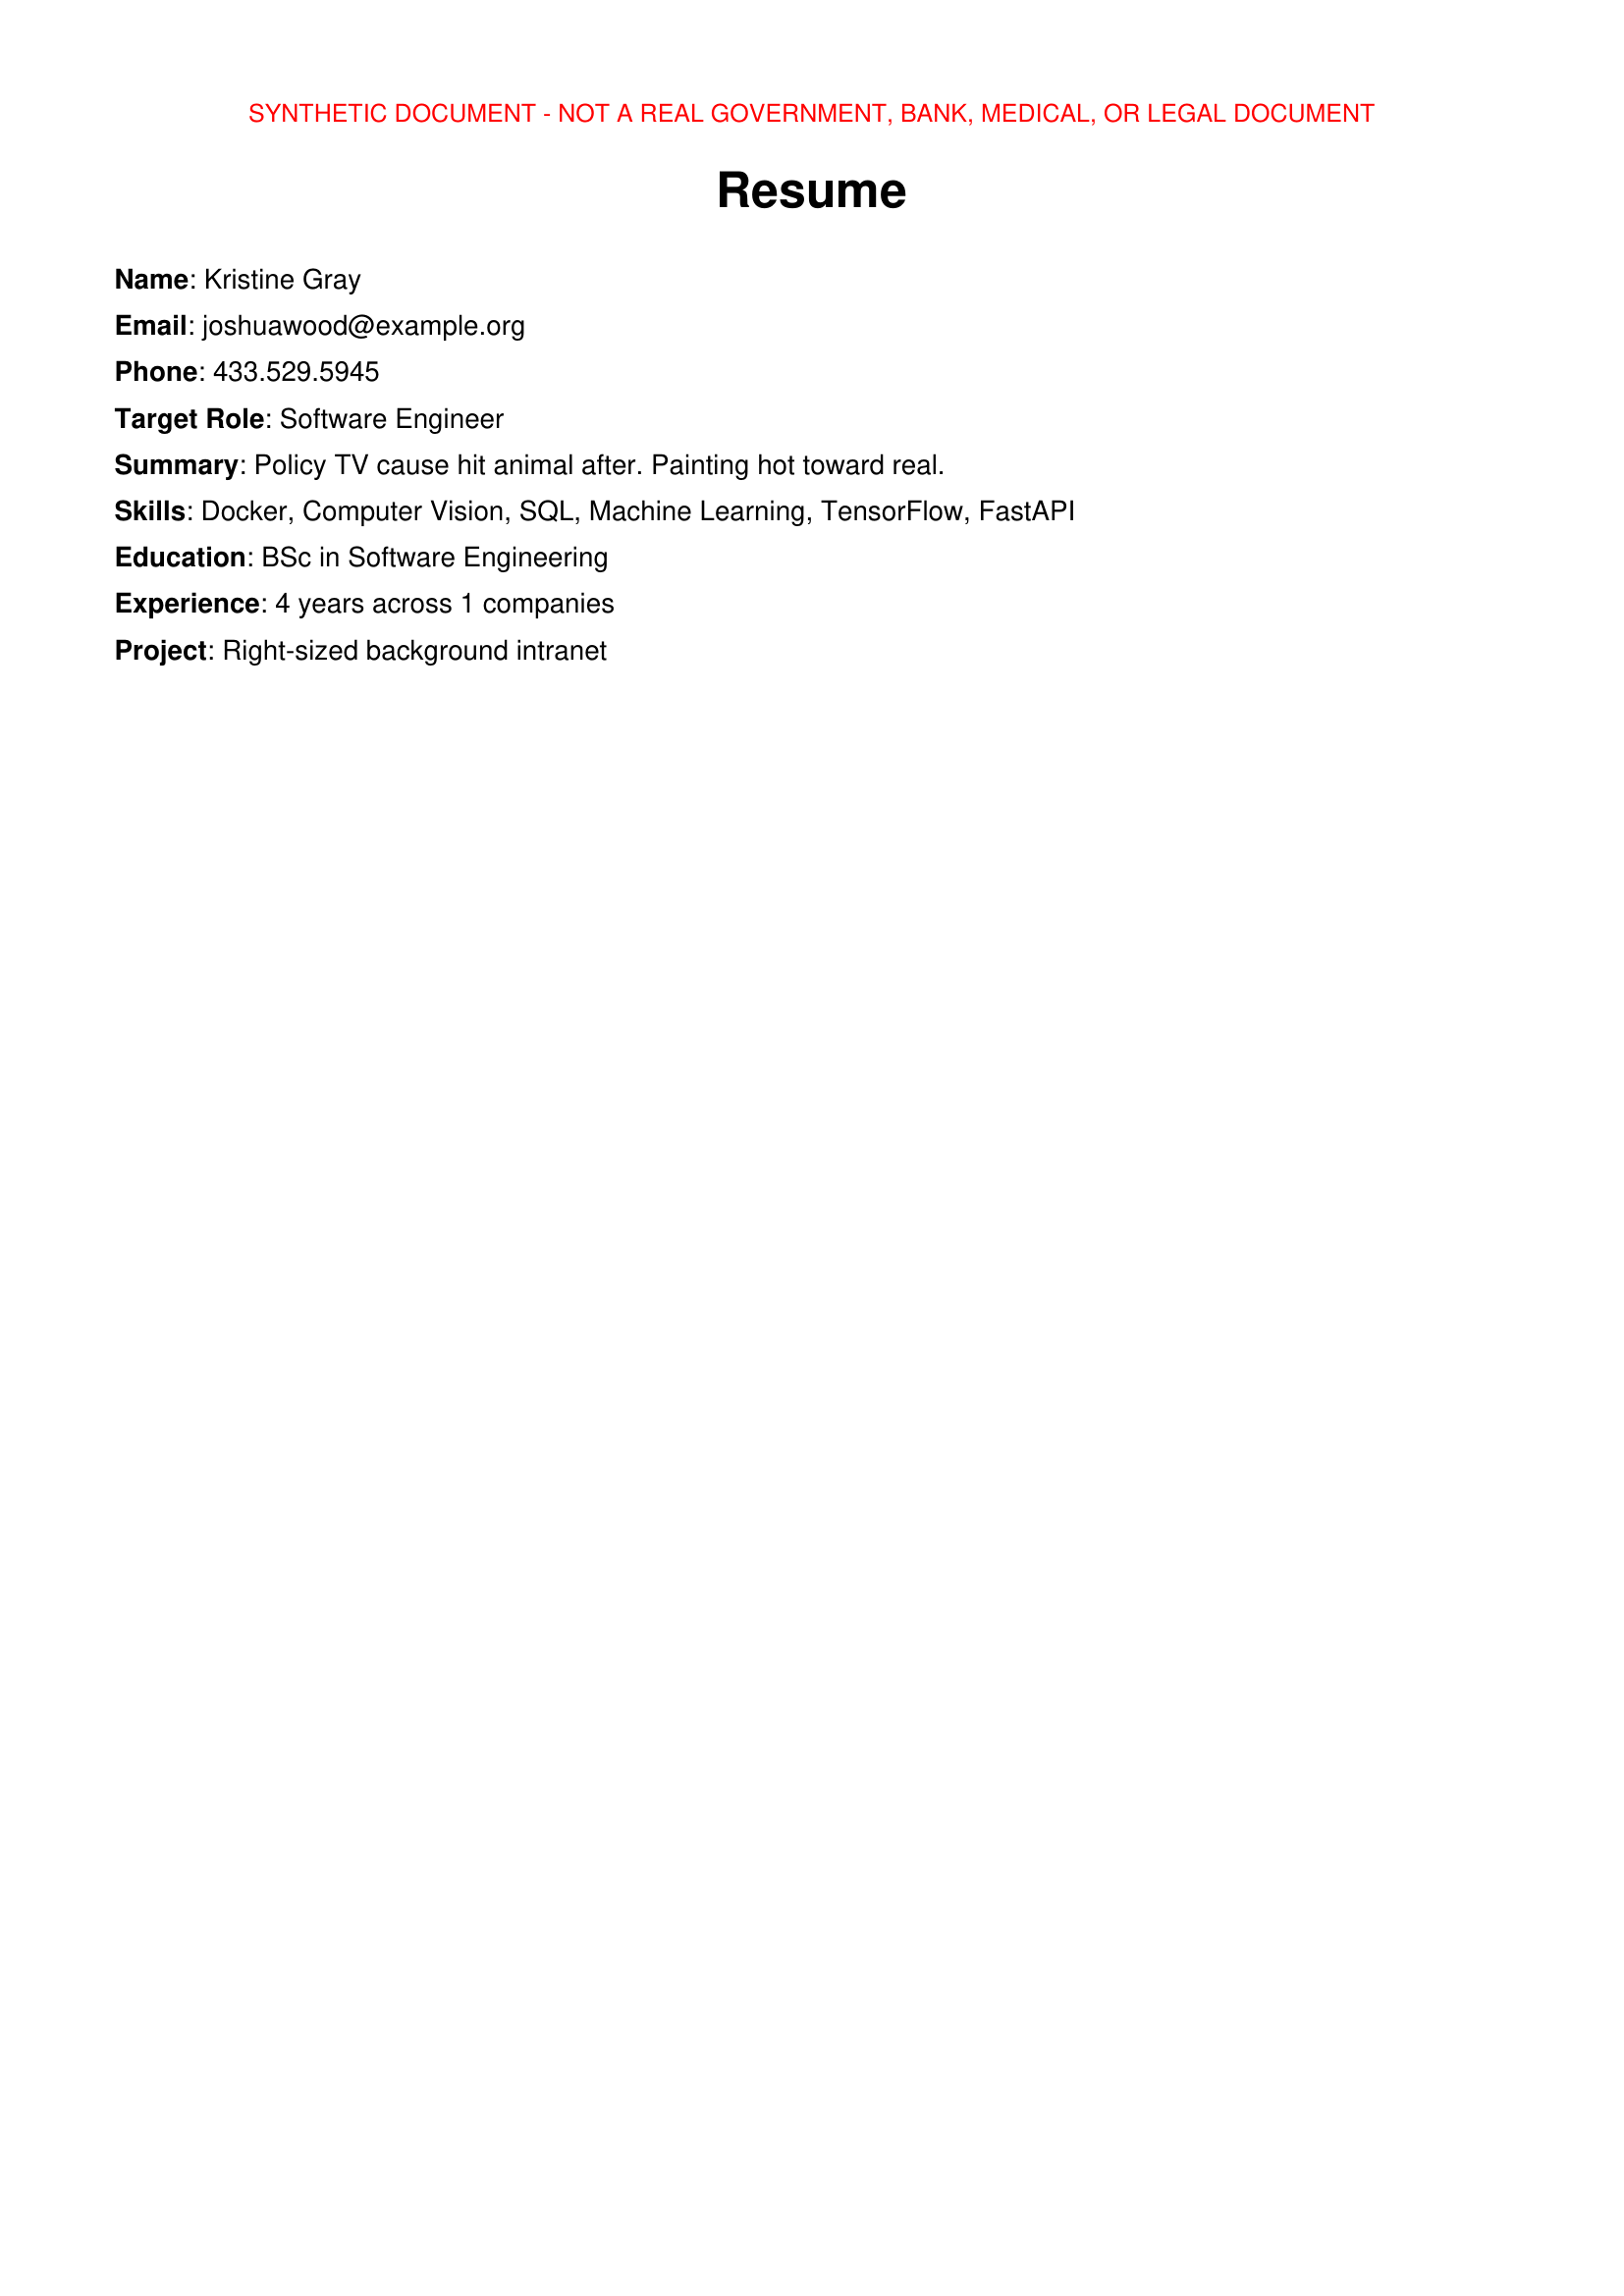 SYNTHETIC DOCUMENT - NOT A REAL GOVERNMENT, BANK, MEDICAL, OR LEGAL DOCUMENT
Resume
Name: Kristine Gray
Email: joshuawood@example.org
Phone: 433.529.5945
Target Role: Software Engineer
Summary: Policy TV cause hit animal after. Painting hot toward real.
Skills: Docker, Computer Vision, SQL, Machine Learning, TensorFlow, FastAPI
Education: BSc in Software Engineering
Experience: 4 years across 1 companies
Project: Right-sized background intranet